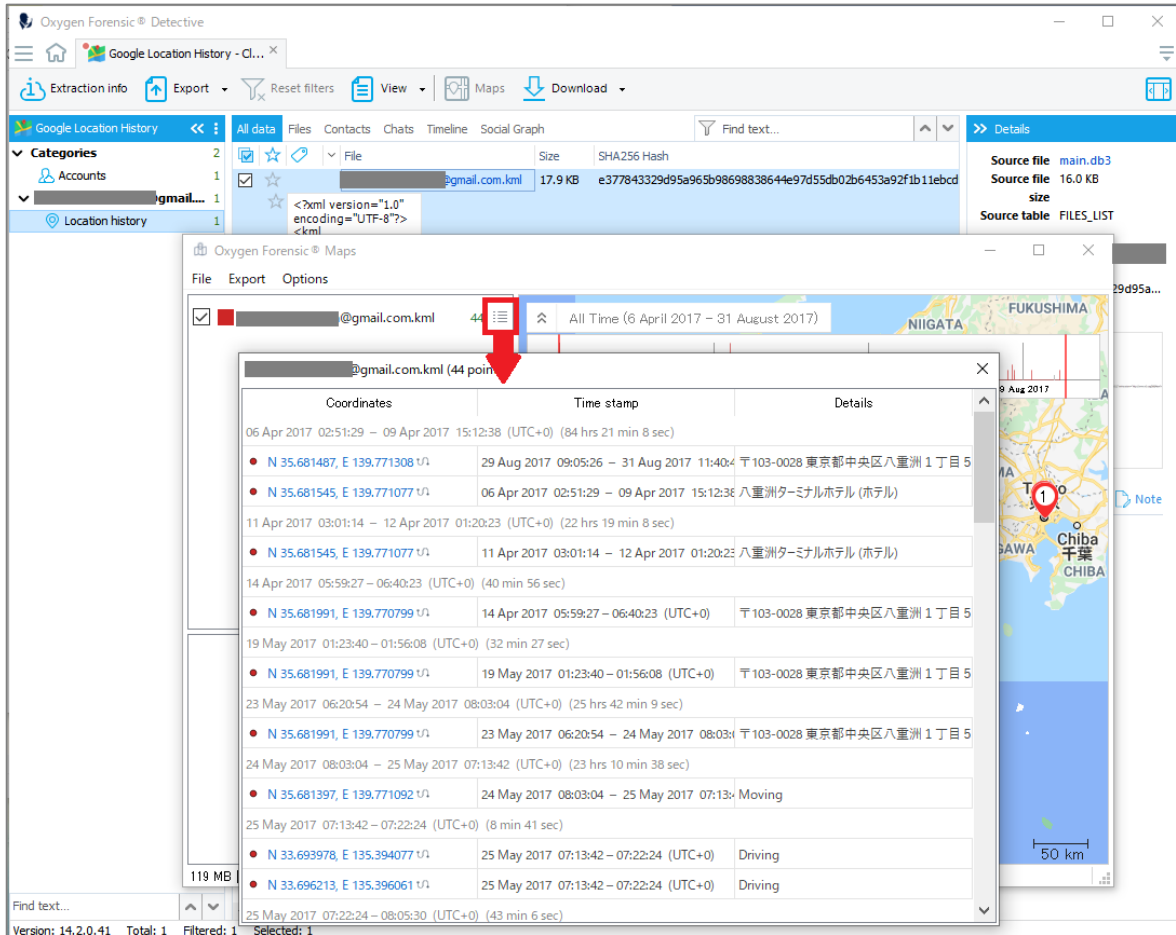 Oxygen Forensic® Detective
Google Location History - Cl... ×
Extraction info Export Reset filters View Maps Download
Google Location History
Categories 2
Accounts 1
gmail.... 1
Location history 1
All data Files Contacts Chats Timeline Social Graph Find text...
File Size SHA256 Hash
@gmail.com.kml 17.9 KB e377843329d95a965b98698838644e97d55db02b6453a92f1b11ebcd
<?xml version="1.0"
encoding="UTF-8"?>
<kml
Details
Source file main.db3
Source file size 16.0 KB
Source table FILES_LIST
29d95a...
Note
Oxygen Forensic® Maps
File Export Options
@gmail.com.kml 44
All Time (6 April 2017 – 31 August 2017)
NIIGATA
FUKUSHIMA
9 Aug 2017
1
Chiba
千葉
CHIBA
50 km
@gmail.com.kml (44 poin
Coordinates Time stamp Details
06 Apr 2017 02:51:29 – 09 Apr 2017 15:12:38 (UTC+0) (84 hrs 21 min 8 sec)
N 35.681487, E 139.771308 29 Aug 2017 09:05:26 – 31 Aug 2017 11:40:4 〒103-0028 東京都中央区八重洲1丁目5
N 35.681545, E 139.771077 06 Apr 2017 02:51:29 – 09 Apr 2017 15:12:38 八重洲ターミナルホテル (ホテル)
11 Apr 2017 03:01:14 – 12 Apr 2017 01:20:23 (UTC+0) (22 hrs 19 min 8 sec)
N 35.681545, E 139.771077 11 Apr 2017 03:01:14 – 12 Apr 2017 01:20:23 八重洲ターミナルホテル (ホテル)
14 Apr 2017 05:59:27 – 06:40:23 (UTC+0) (40 min 56 sec)
N 35.681991, E 139.770799 14 Apr 2017 05:59:27 – 06:40:23 (UTC+0) 〒103-0028 東京都中央区八重洲1丁目5
19 May 2017 01:23:40 – 01:56:08 (UTC+0) (32 min 27 sec)
N 35.681991, E 139.770799 19 May 2017 01:23:40 – 01:56:08 (UTC+0) 〒103-0028 東京都中央区八重洲1丁目5
23 May 2017 06:20:54 – 24 May 2017 08:03:04 (UTC+0) (25 hrs 42 min 9 sec)
N 35.681991, E 139.770799 23 May 2017 06:20:54 – 24 May 2017 08:03:0 〒103-0028 東京都中央区八重洲1丁目5
24 May 2017 08:03:04 – 25 May 2017 07:13:42 (UTC+0) (23 hrs 10 min 38 sec)
N 35.681397, E 139.771092 24 May 2017 08:03:04 – 25 May 2017 07:13:4 Moving
25 May 2017 07:13:42 – 07:22:24 (UTC+0) (8 min 41 sec)
N 33.693978, E 135.394077 25 May 2017 07:13:42 – 07:22:24 (UTC+0) Driving
N 33.696213, E 135.396061 25 May 2017 07:13:42 – 07:22:24 (UTC+0) Driving
25 May 2017 07:22:24 – 08:05:30 (UTC+0) (43 min 6 sec)
119 MB
Find text...
Version: 14.2.0.41 Total: 1 Filtered: 1 Selected: 1